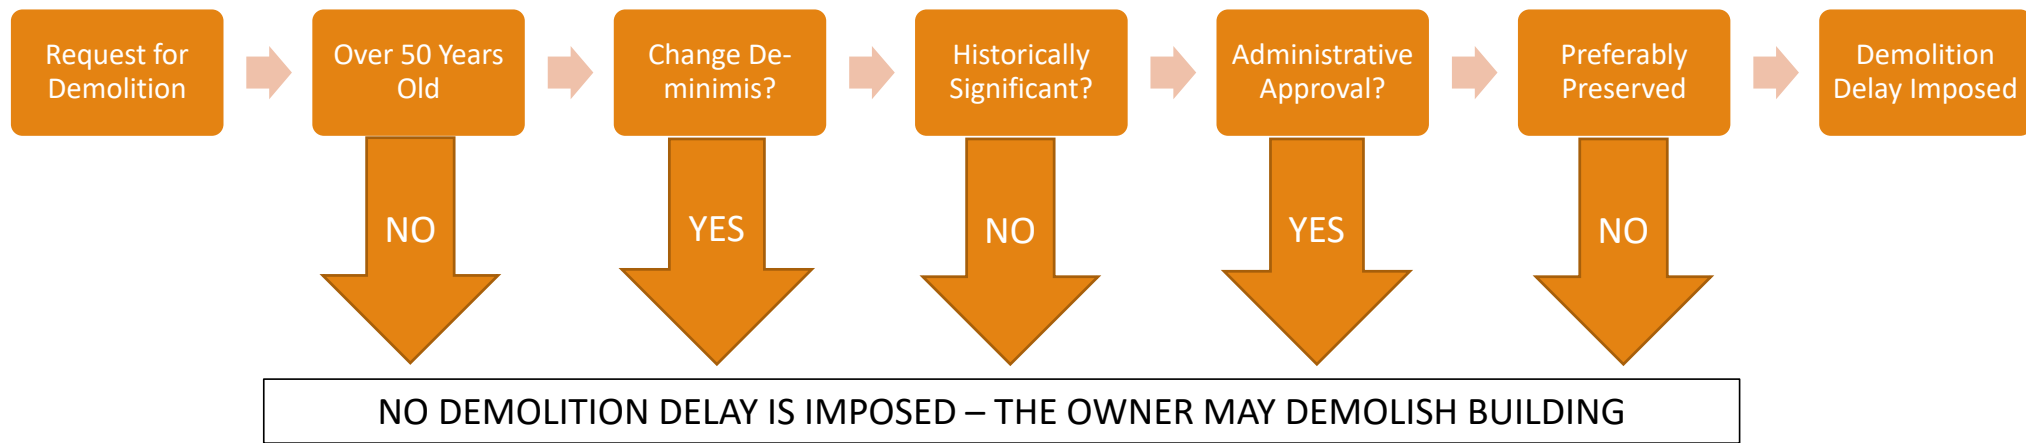 Request for
Demolition
Over 50 Years
Old
Change De-
minimis?
Historically
Significant?
Administrative
Approval?
Preferably
Preserved
Demolition
Delay Imposed
NO
YES
NO
YES
NO
NO DEMOLITION DELAY IS IMPOSED – THE OWNER MAY DEMOLISH BUILDING